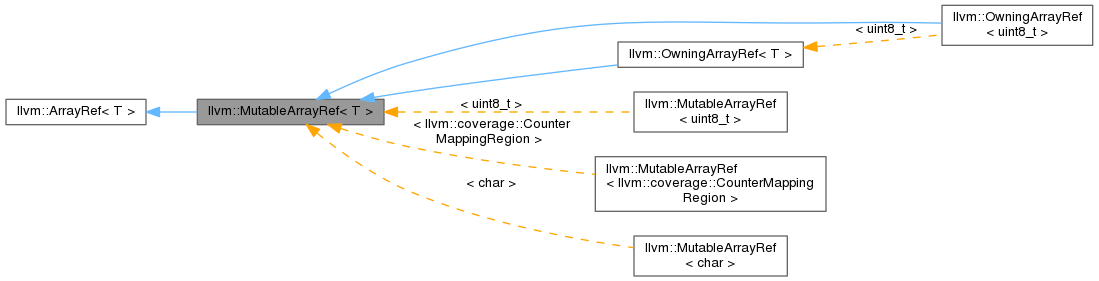 llvm::OwningArrayRef
< uint8_t >
< uint8_t >
llvm::OwningArrayRef< T >
llvm::ArrayRef< T >
llvm::MutableArrayRef< T >
< uint8_t >
llvm::MutableArrayRef
< uint8_t >
< llvm::coverage::Counter
MappingRegion >
llvm::MutableArrayRef
< llvm::coverage::CounterMapping
Region >
< char >
llvm::MutableArrayRef
< char >